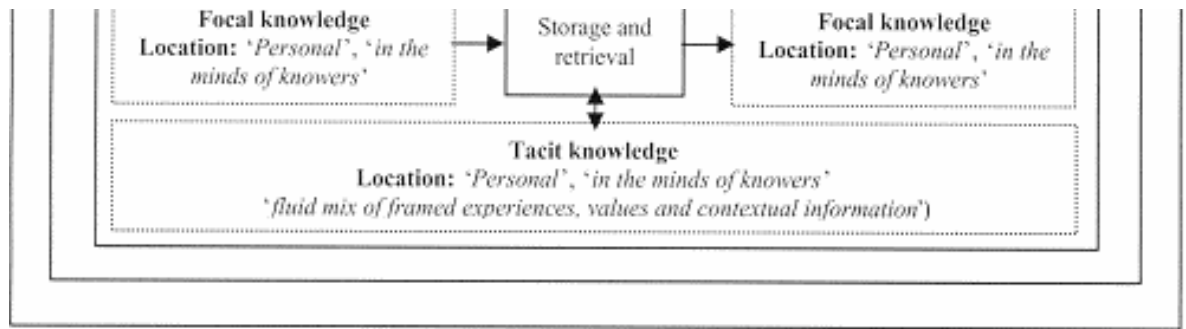 Focal knowledge
Location: 'Personal', 'in the
minds of knowers'
Storage and
retrieval
Focal knowledge
Location: 'Personal', 'in the
minds of knowers'
Tacit knowledge
Location: 'Personal', 'in the minds of knowers'
'fluid mix of framed experiences, values and contextual information')